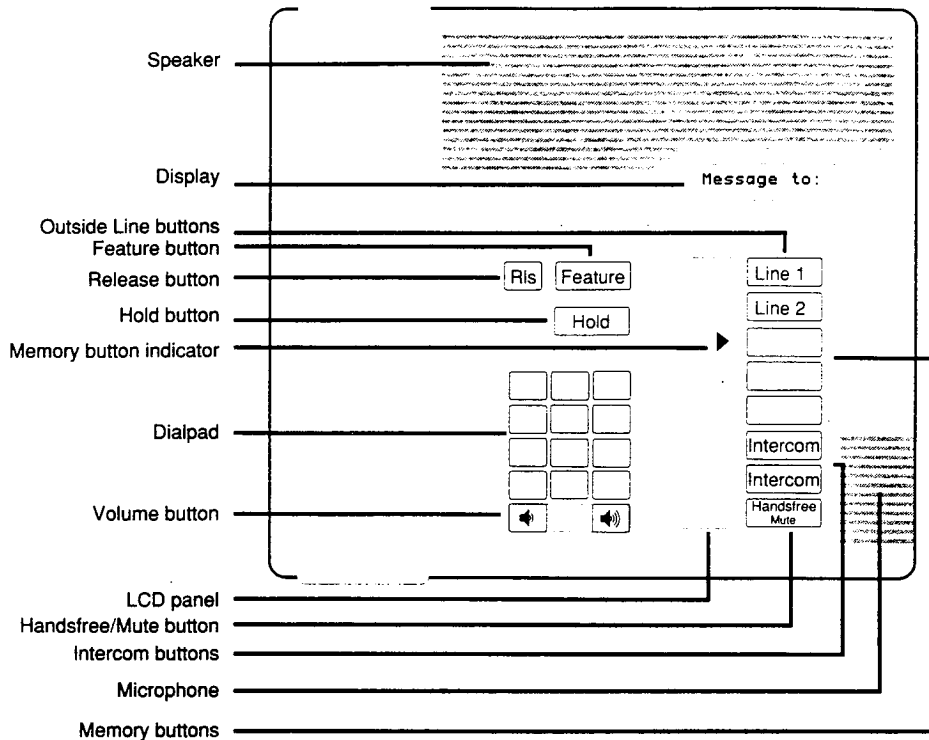 Speaker
Display
Message to:
Outside Line buttons
Feature button
Release button
Rls
Feature
Line 1
Hold button
Hold
Line 2
Memory button indicator
Dialpad
Intercom
Intercom
Volume button
Handsfree
Mute
LCD panel
Handsfree/Mute button
Intercom buttons
Microphone
Memory buttons